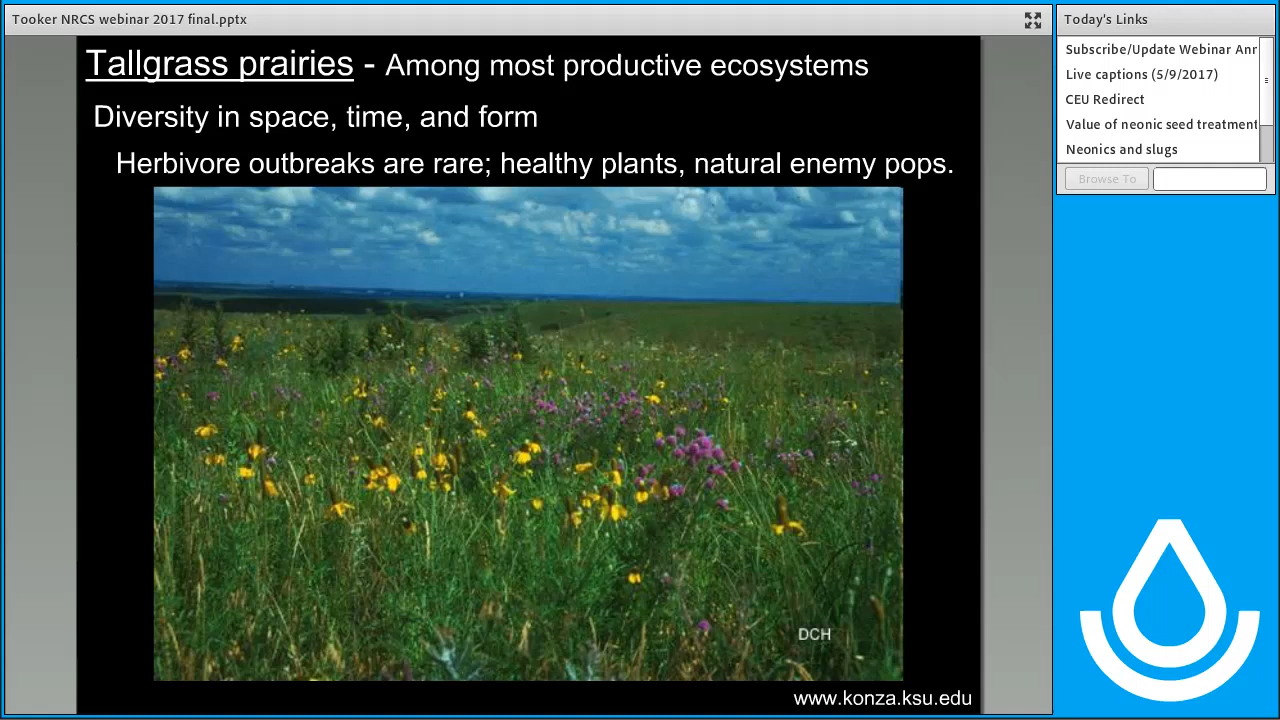 Tooker NRCS webinar 2017 final.pptx
Tallgrass prairies - Among most productive ecosystems
Diversity in space, time, and form
Herbivore outbreaks are rare; healthy plants, natural enemy pops.
DCH
www.konza.ksu.edu
Today's Links
Subscribe/Update Webinar Anr
Live captions (5/9/2017)
CEU Redirect
Value of neonic seed treatment
Neonics and slugs
Browse To